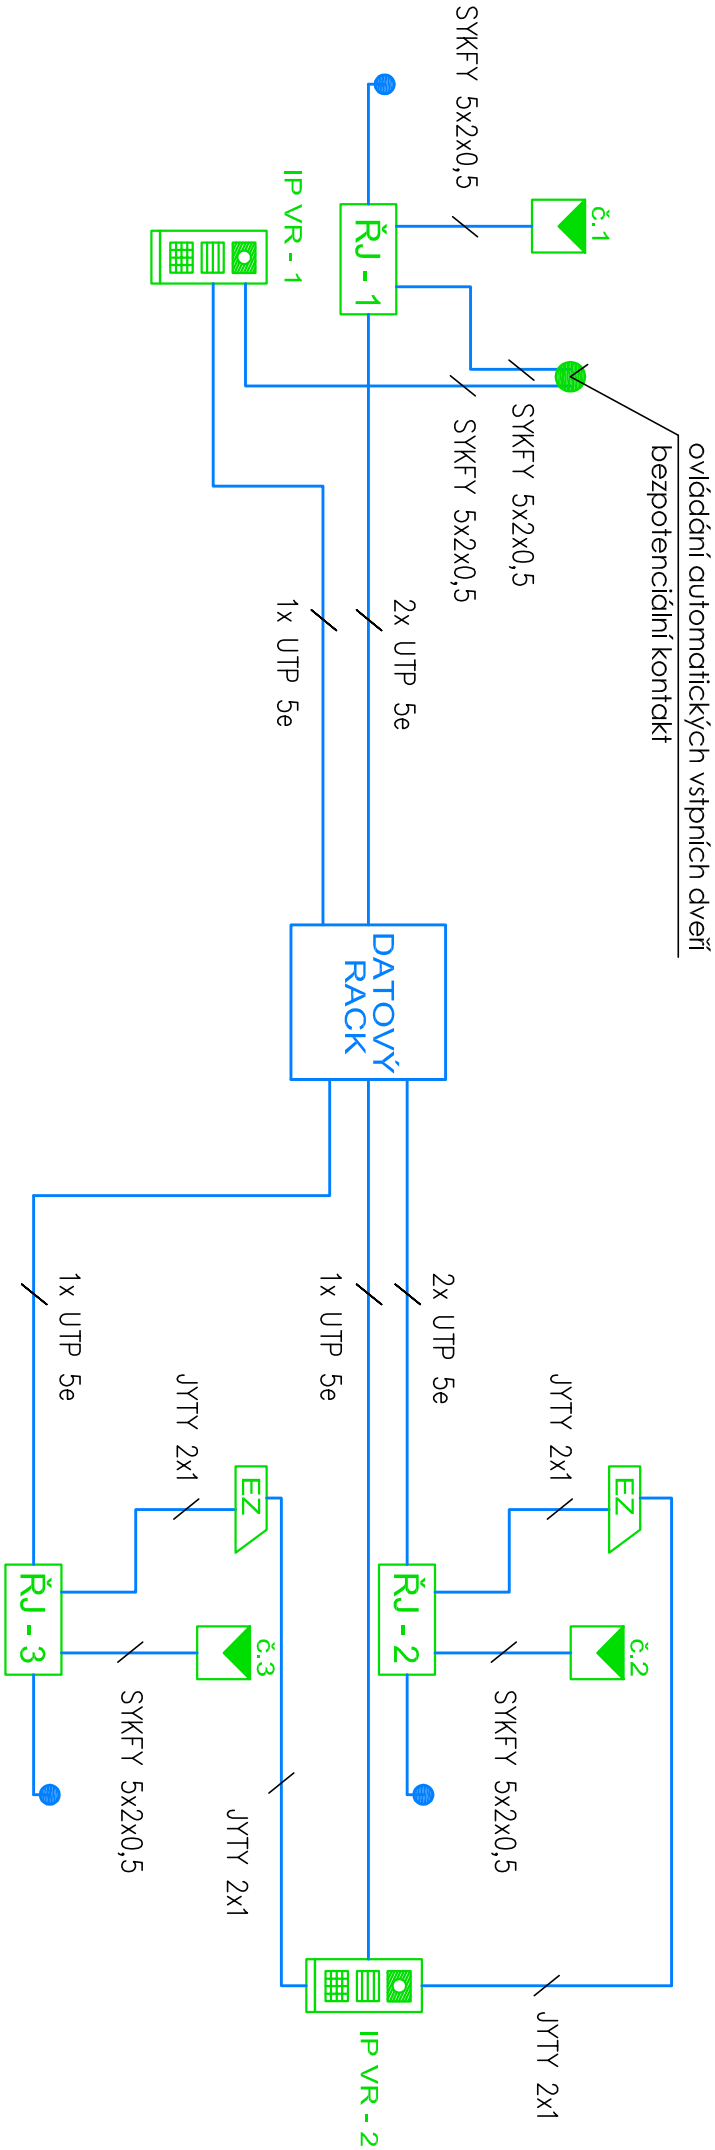 ovládání automatických vstpních dveří
bezpotenciální kontakt
č.1
SYKFY 5x2x0,5
SYKFY 5x2x0,5
SYKFY 5x2x0,5
ŘJ - 1
IP VR - 1
2x UTP 5e
1x UTP 5e
DATOVÝ
RACK
2x UTP 5e
1x UTP 5e
1x UTP 5e
JYTY 2x1
EZ
č.2
ŘJ - 2
SYKFY 5x2x0,5
JYTY 2x1
JYTY 2x1
EZ
č.3
ŘJ - 3
SYKFY 5x2x0,5
JYTY 2x1
IP VR - 2